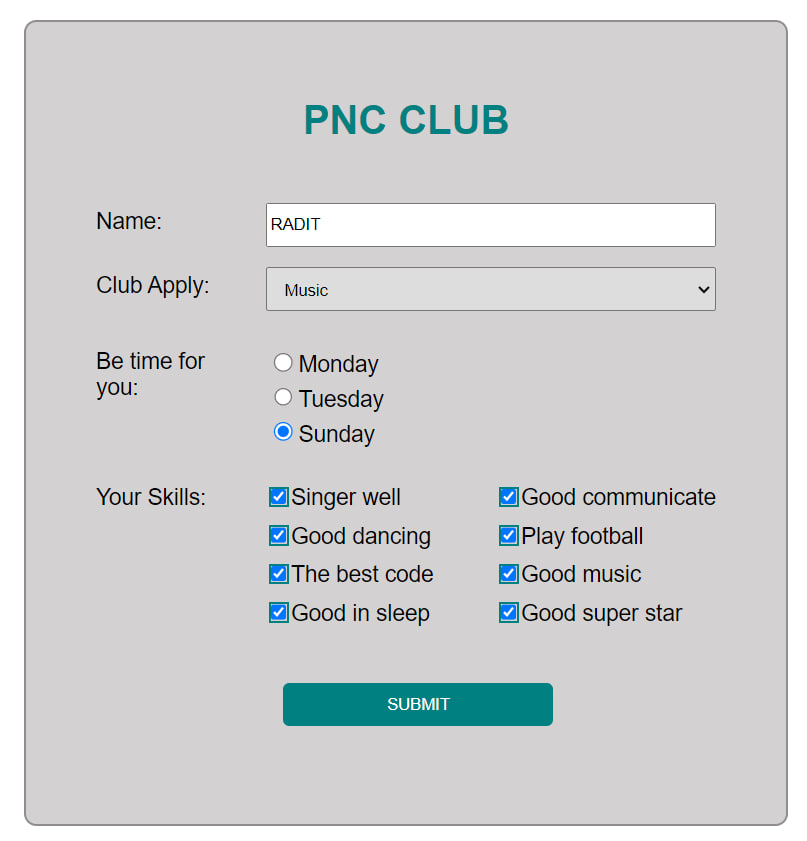 PNC CLUB
Name:
RADIT
Club Apply:
Music
Be time for
you:
Monday
Tuesday
Sunday
Your Skills:
Singer well
Good communicate
Good dancing
Play football
The best code
Good music
Good in sleep
Good super star
SUBMIT